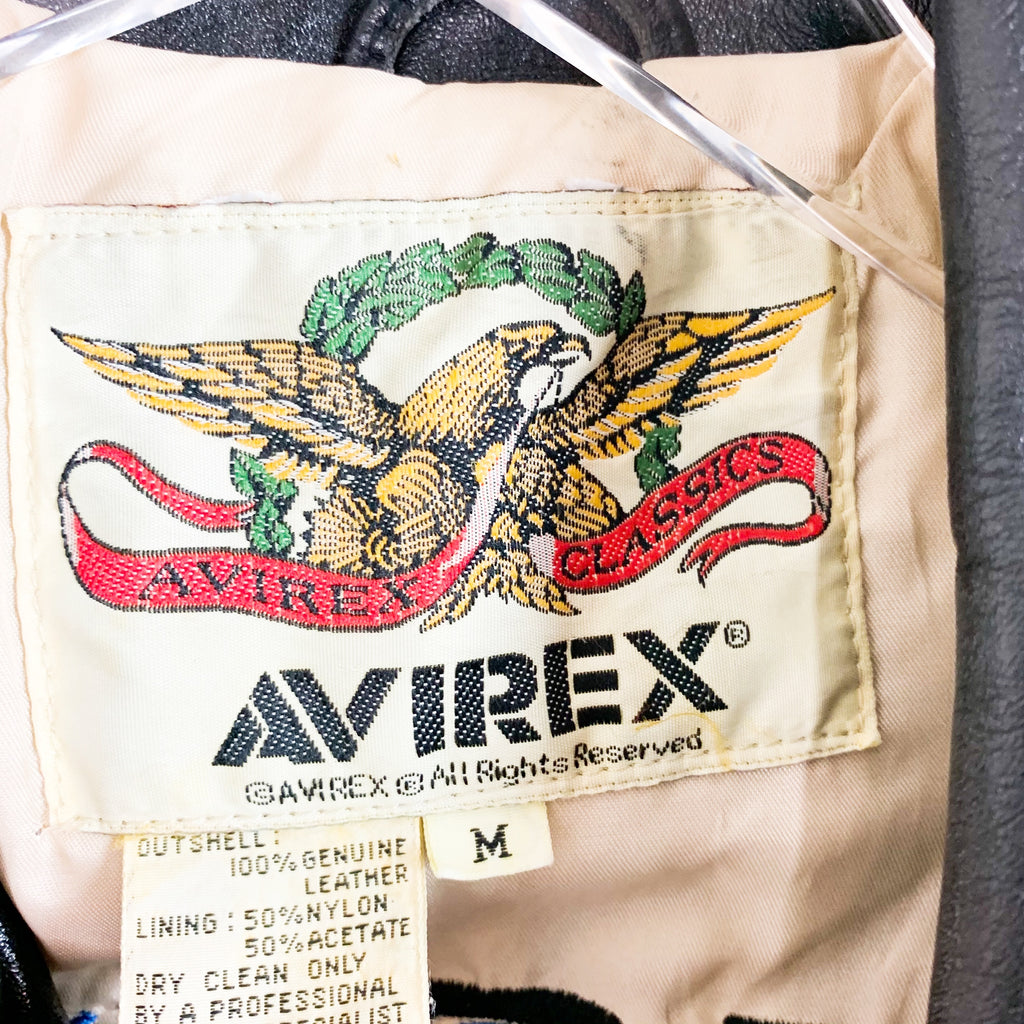 AVIREX
CLASSICS
AVIREX®
©AVIREX® All Rights Reserved
M
OUTSHELL:
100% GENUINE
LEATHER
LINING : 50% NYLON
50% ACETATE
DRY CLEAN ONLY
BY A PROFESSIONAL